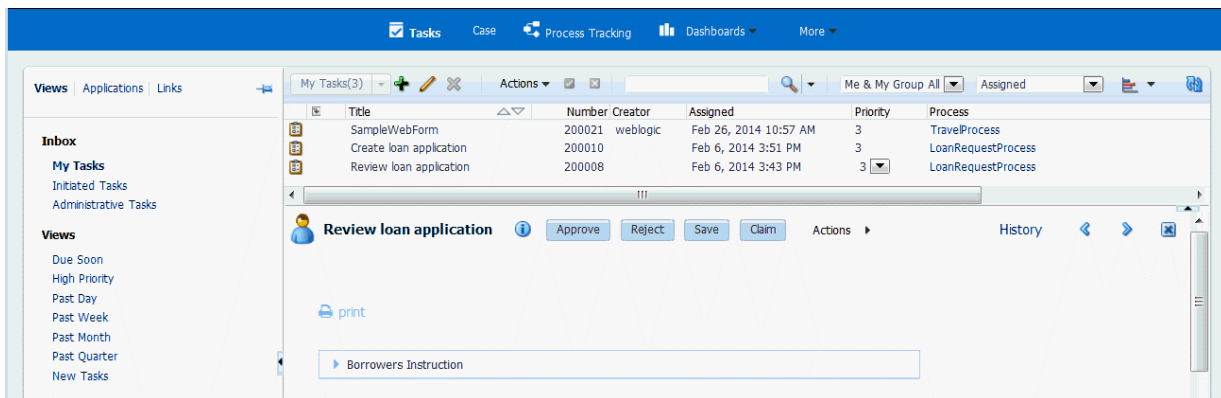 Tasks Case Process Tracking Dashboards More
Views Applications Links
My Tasks(3) Actions Me & My Group All Assigned
Title Number Creator Assigned Priority Process
SampleWebForm 200021 weblogic Feb 26, 2014 10:57 AM 3 TravelProcess
Create loan application 200010 Feb 6, 2014 3:51 PM 3 LoanRequestProcess
Review loan application 200008 Feb 6, 2014 3:43 PM 3 LoanRequestProcess
Inbox
My Tasks
Initiated Tasks
Administrative Tasks
Views
Due Soon
High Priority
Past Day
Past Week
Past Month
Past Quarter
New Tasks
Review loan application Approve Reject Save Claim Actions History
print
Borrowers Instruction